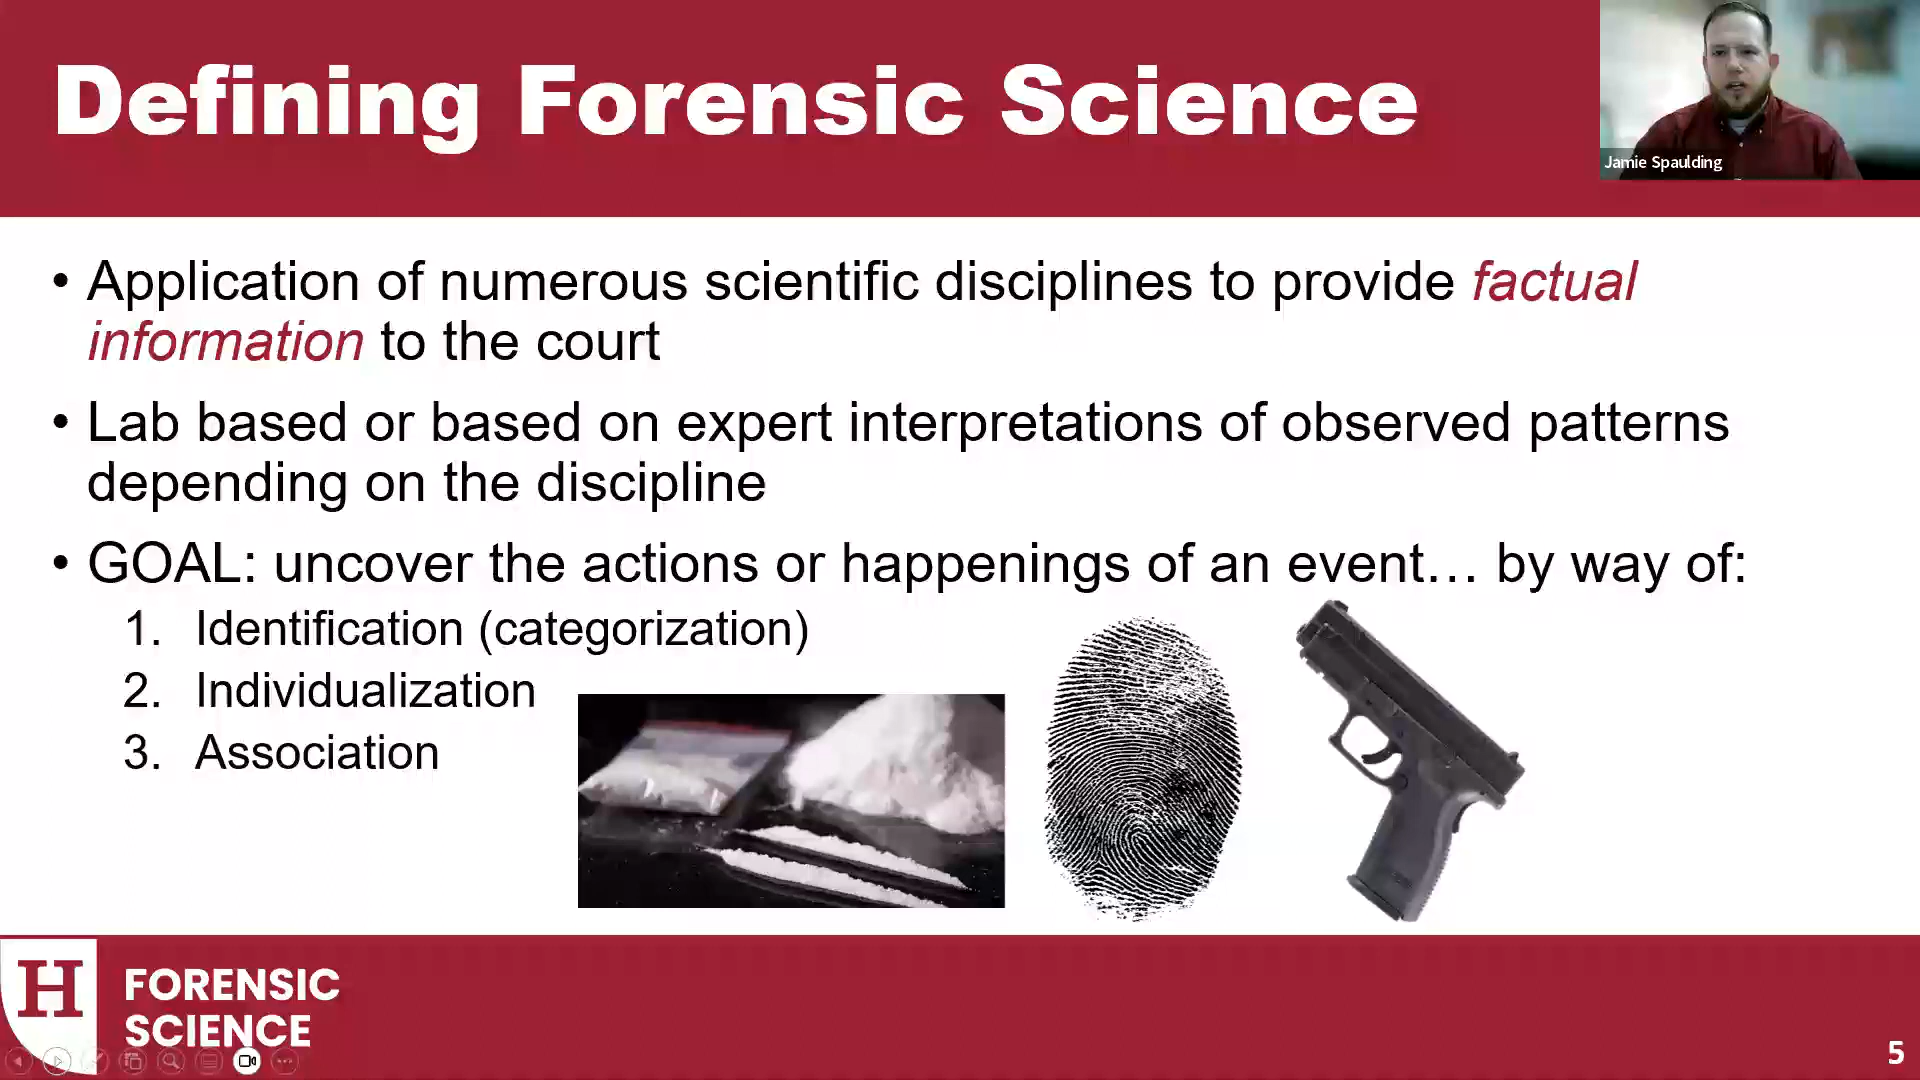 Defining Forensic Science
Jamie Spaulding
• Application of numerous scientific disciplines to provide factual
information to the court
• Lab based or based on expert interpretations of observed patterns
depending on the discipline
• GOAL: uncover the actions or happenings of an event… by way of:
1. Identification (categorization)
2. Individualization
3. Association
H
FORENSIC
SCIENCE
5